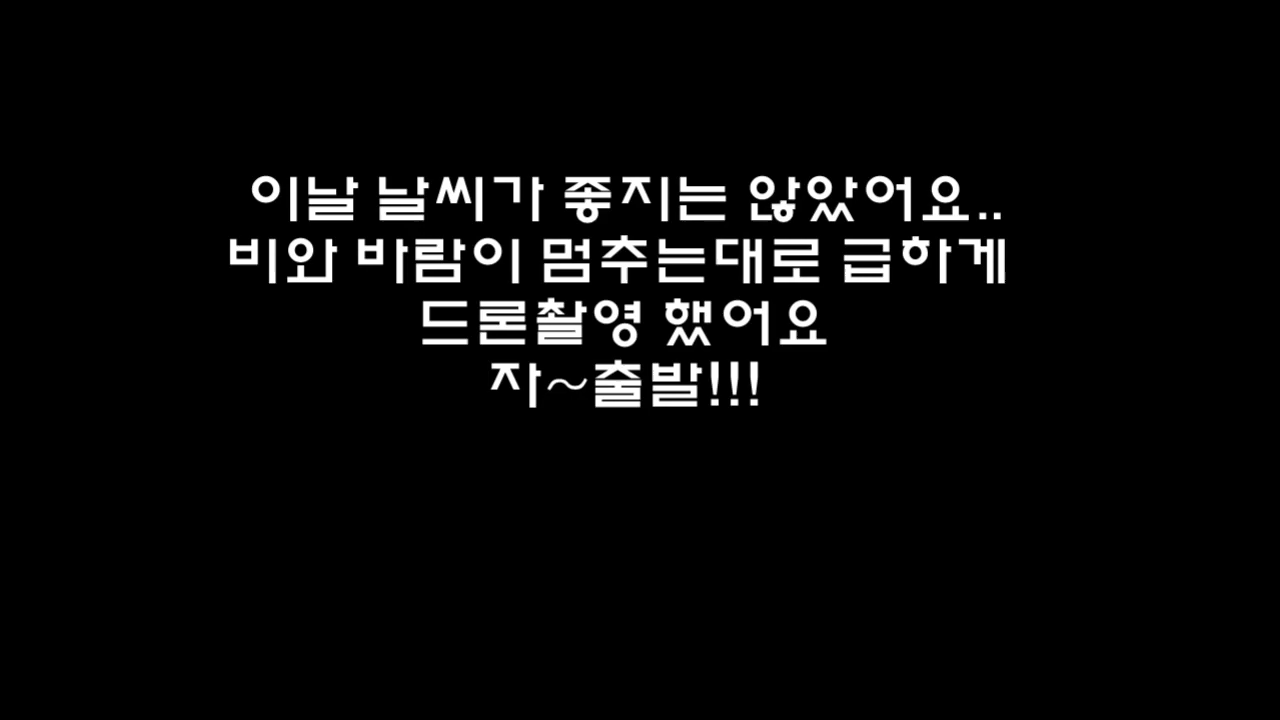 이날 날씨가 좋지는 않았어요..
비와 바람이 멈추는대로 급하게
드론촬영 했어요
자~출발!!!